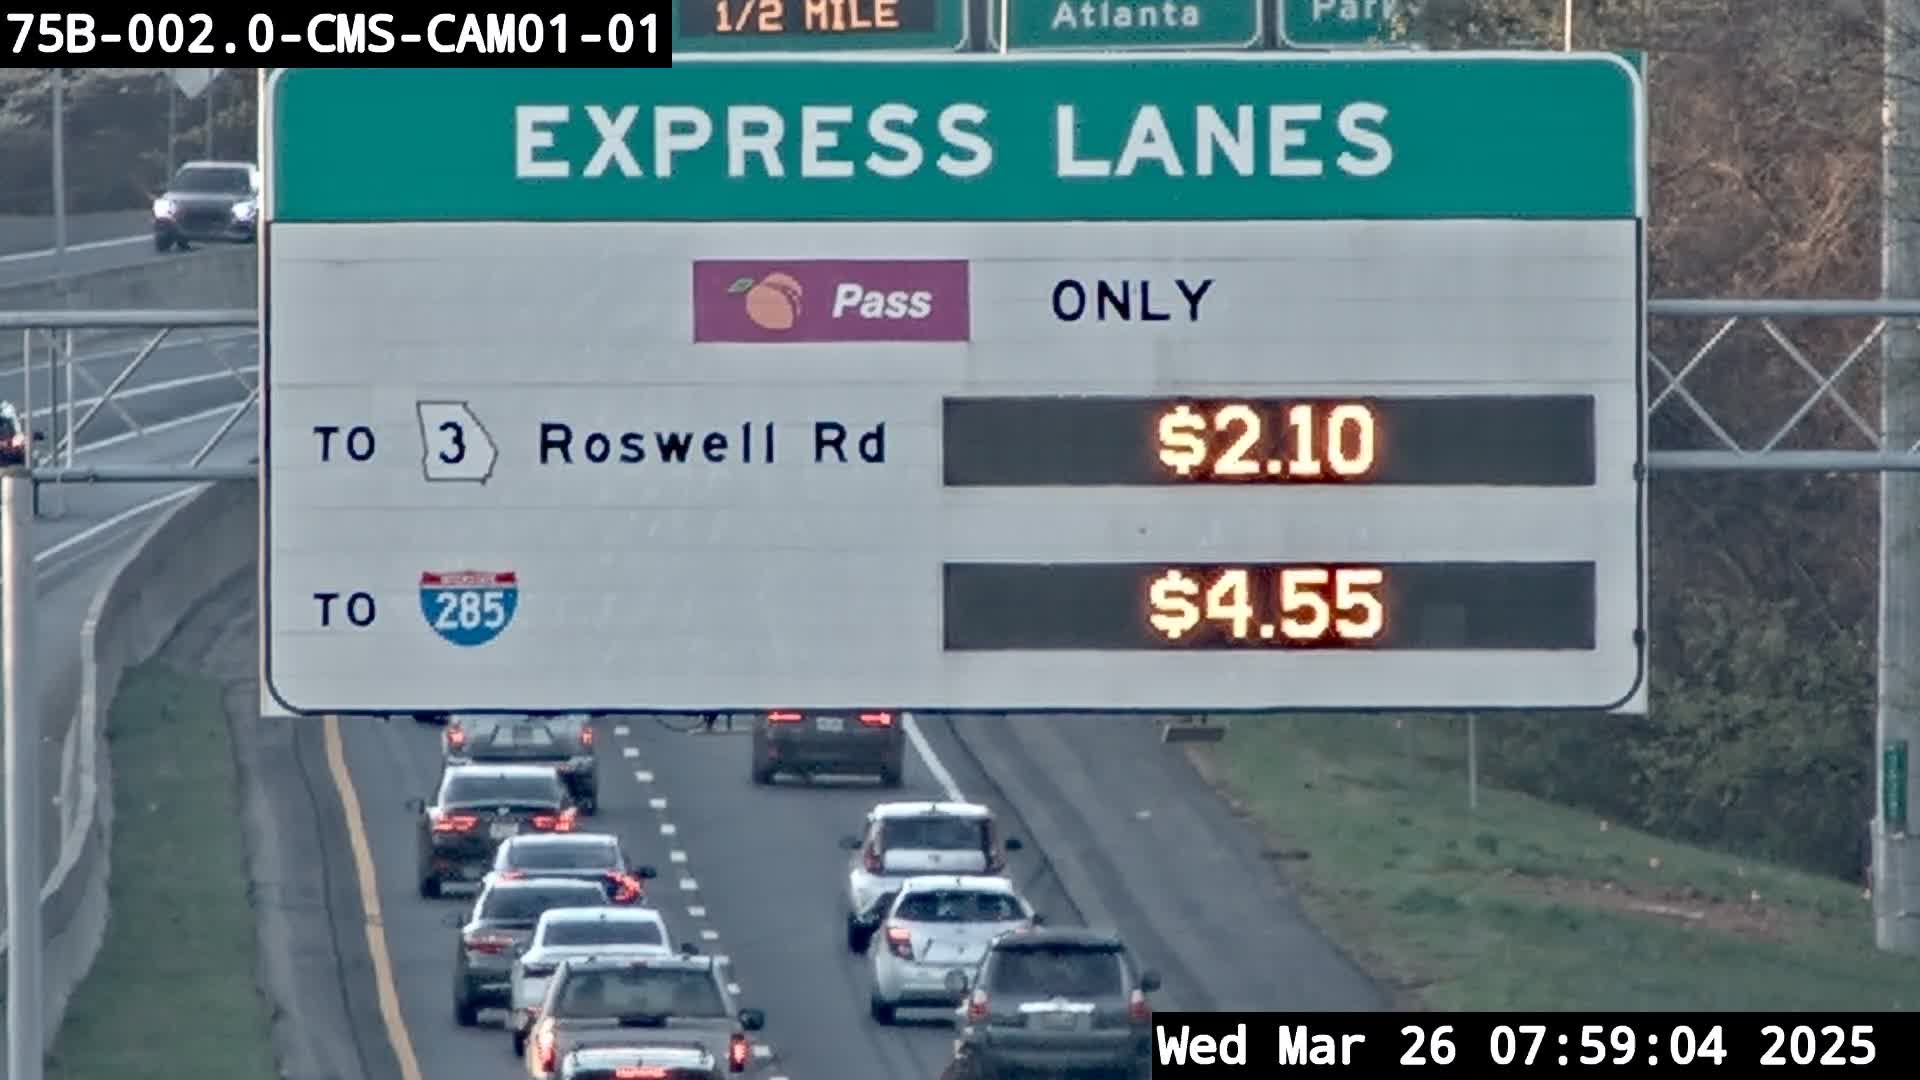 75B-002.0-CMS-CAM01-01
1/2 MILE
Atlanta
EXPRESS LANES
Pass ONLY
TO 3 Roswell Rd $2.10
TO 285 $4.55
Wed Mar 26 07:59:04 2025